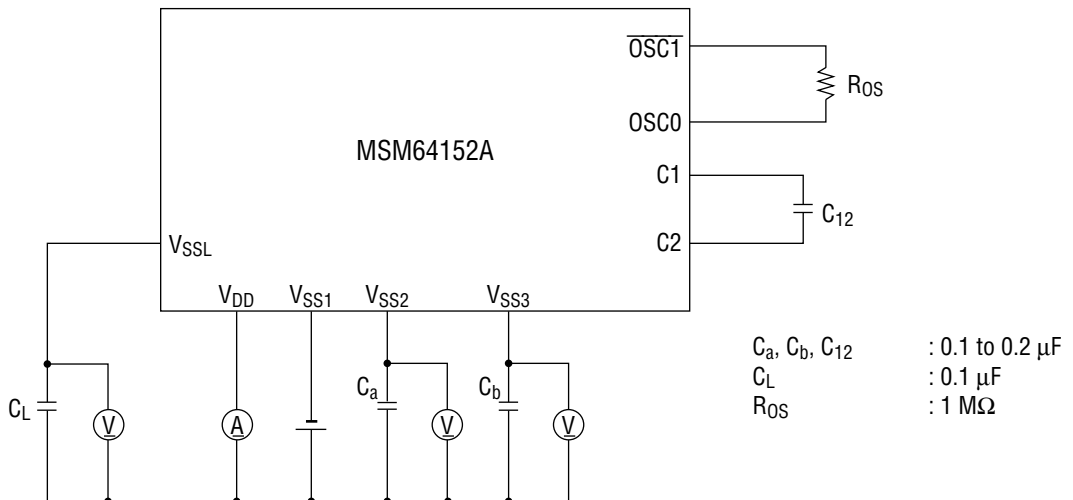 OSC1
ROS
OSC0
MSM64152A
C1
C12
C2
VSSL
VDD VSS1 VSS2 VSS3
Ca, Cb, C12 : 0.1 to 0.2 μF
CL : 0.1 μF
ROS : 1 MΩ
Ca Cb
CL V A V V